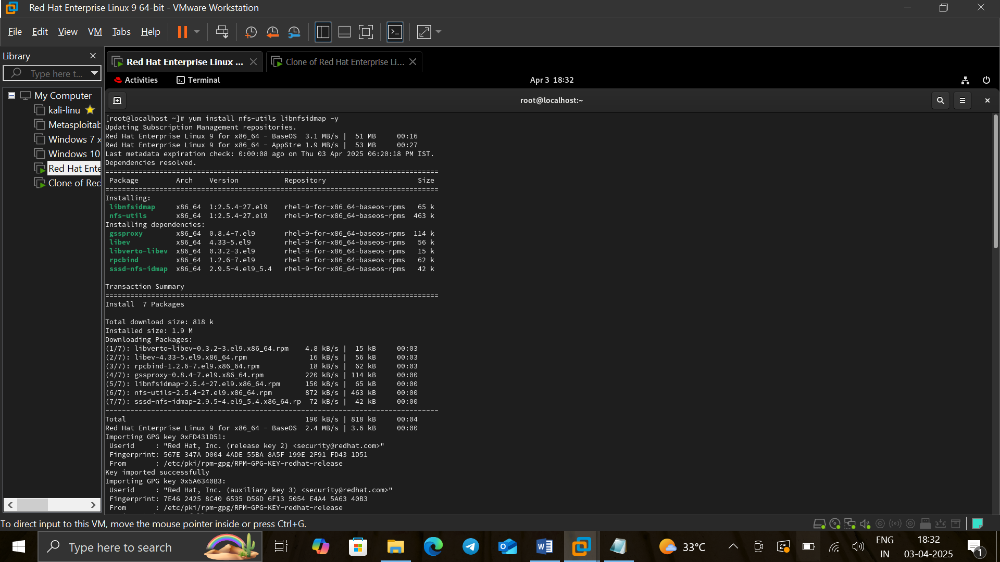 Red Hat Enterprise Linux 9 64-bit - VMware Workstation
File Edit View VM Tabs Help
Library
Type here t...
My Computer
kali-linu
Metasploitab
Windows 7 x
Windows 10
Red Hat Ente
Clone of Red
Red Hat Enterprise Linux ...
Clone of Red Hat Enterprise Li...
Activities
Terminal
Apr 3 18:32
root@localhost:~
[root@localhost ~]# yum install nfs-utils libnfsidmap -y
Updating Subscription Management repositories.
Red Hat Enterprise Linux 9 for x86_64 - BaseOS  3.1 MB/s |  51 MB     00:16
Red Hat Enterprise Linux 9 for x86_64 - AppStre 1.9 MB/s |  53 MB     00:27
Last metadata expiration check: 0:00:08 ago on Thu 03 Apr 2025 06:20:18 PM IST.
Dependencies resolved.
================================================================================
 Package         Arch    Version           Repository                      Size
================================================================================
Installing:
 libnfsidmap     x86_64  1:2.5.4-27.el9    rhel-9-for-x86_64-baseos-rpms   65 k
 nfs-utils       x86_64  1:2.5.4-27.el9    rhel-9-for-x86_64-baseos-rpms  463 k
Installing dependencies:
 gssproxy        x86_64  0.8.4-7.el9       rhel-9-for-x86_64-baseos-rpms  114 k
 libev           x86_64  4.33-5.el9        rhel-9-for-x86_64-baseos-rpms   56 k
 libverto-libev  x86_64  0.3.2-3.el9       rhel-9-for-x86_64-baseos-rpms   15 k
 rpcbind         x86_64  1.2.6-7.el9       rhel-9-for-x86_64-baseos-rpms   62 k
 sssd-nfs-idmap  x86_64  2.9.5-4.el9_5.4   rhel-9-for-x86_64-baseos-rpms   42 k
Transaction Summary
================================================================================
Install  7 Packages
Total download size: 818 k
Installed size: 1.9 M
Downloading Packages:
(1/7): libverto-libev-0.3.2-3.el9.x86_64.rpm    4.8 kB/s |  15 kB     00:03
(2/7): libev-4.33-5.el9.x86_64.rpm               16 kB/s |  56 kB     00:03
(3/7): rpcbind-1.2.6-7.el9.x86_64.rpm            18 kB/s |  62 kB     00:03
(4/7): gssproxy-0.8.4-7.el9.x86_64.rpm          220 kB/s | 114 kB     00:00
(5/7): libnfsidmap-2.5.4-27.el9.x86_64.rpm      150 kB/s |  65 kB     00:00
(6/7): nfs-utils-2.5.4-27.el9.x86_64.rpm        872 kB/s | 463 kB     00:00
(7/7): sssd-nfs-idmap-2.9.5-4.el9_5.4.x86_64.rp  72 kB/s |  42 kB     00:00
--------------------------------------------------------------------------------
Total                                           190 kB/s | 818 kB     00:04
Red Hat Enterprise Linux 9 for x86_64 - BaseOS  2.4 MB/s | 3.6 kB     00:00
Importing GPG key 0xFD431D51:
 Userid     : "Red Hat, Inc. (release key 2) <security@redhat.com>"
 Fingerprint: 567E 347A D004 4ADE 55BA 8A5F 199E 2F91 FD43 1D51
 From       : /etc/pki/rpm-gpg/RPM-GPG-KEY-redhat-release
Key imported successfully
Importing GPG key 0x5A6340B3:
 Userid     : "Red Hat, Inc. (auxiliary key 3) <security@redhat.com>"
 Fingerprint: 7E46 2425 8C40 6535 D56D 6F13 5054 E4A4 5A63 40B3
 From       : /etc/pki/rpm-gpg/RPM-GPG-KEY-redhat-release
To direct input to this VM, move the mouse pointer inside or press Ctrl+G.
Type here to search
33°C
ENG
IN
18:32
03-04-2025
1